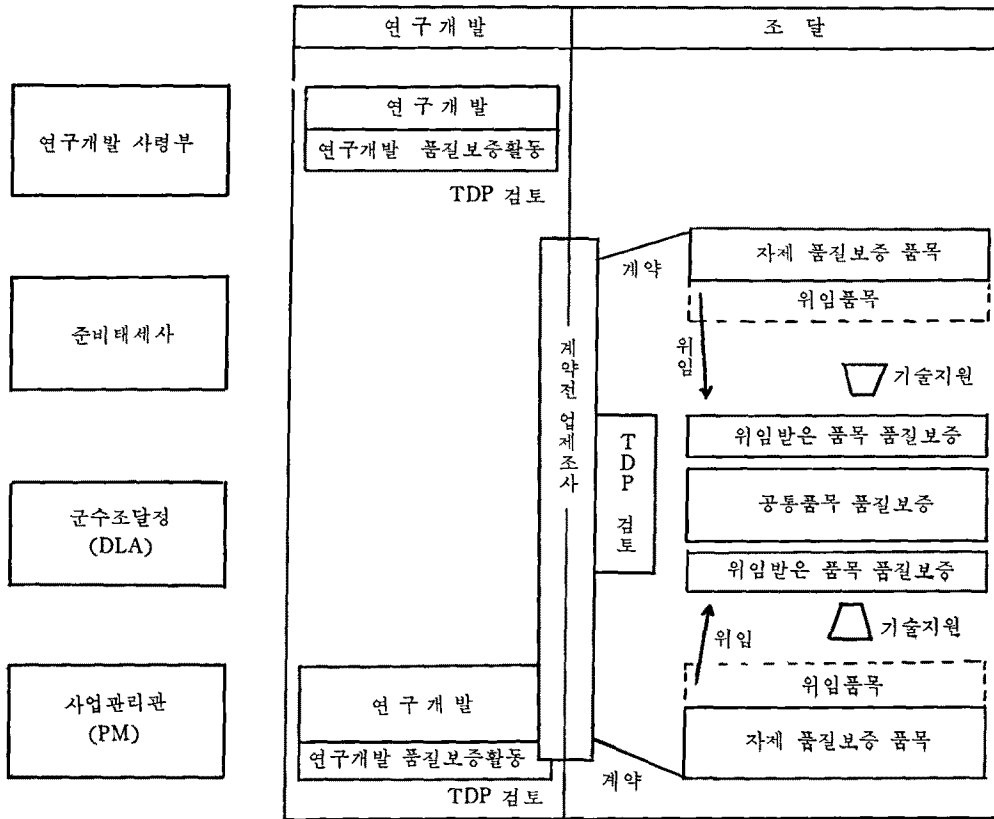 연구개발
조 달
연구개발 사령부
연구개발
연구개발 품질보증활동
TDP 검토
준비태세사
계약전 업제조사
계약
자제 품질보증 품목
위임품목
위임
기술지원
군수조달정
(DLA)
TDP 검토
위임받은 품목 품질보증
공통품목 품질보증
위임받은 품목 품질보증
위임
기술지원
사업관리관
(PM)
연구개발
연구개발 품질보증활동
TDP 검토
계약
위임품목
자제 품질보증 품목